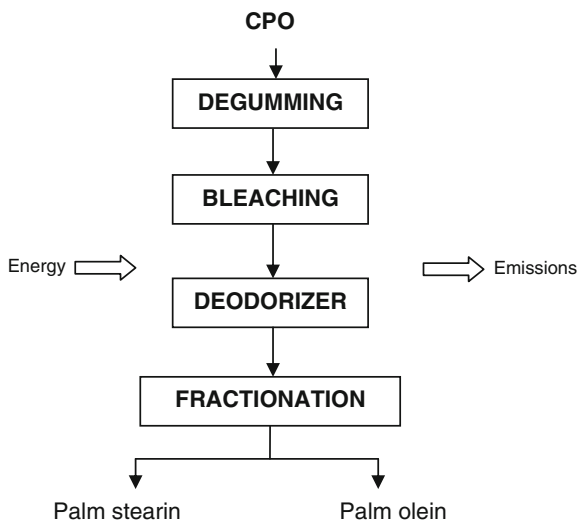 CPO
DEGUMMING
BLEACHING
Energy
Emissions
DEODORIZER
FRACTIONATION
Palm stearin
Palm olein